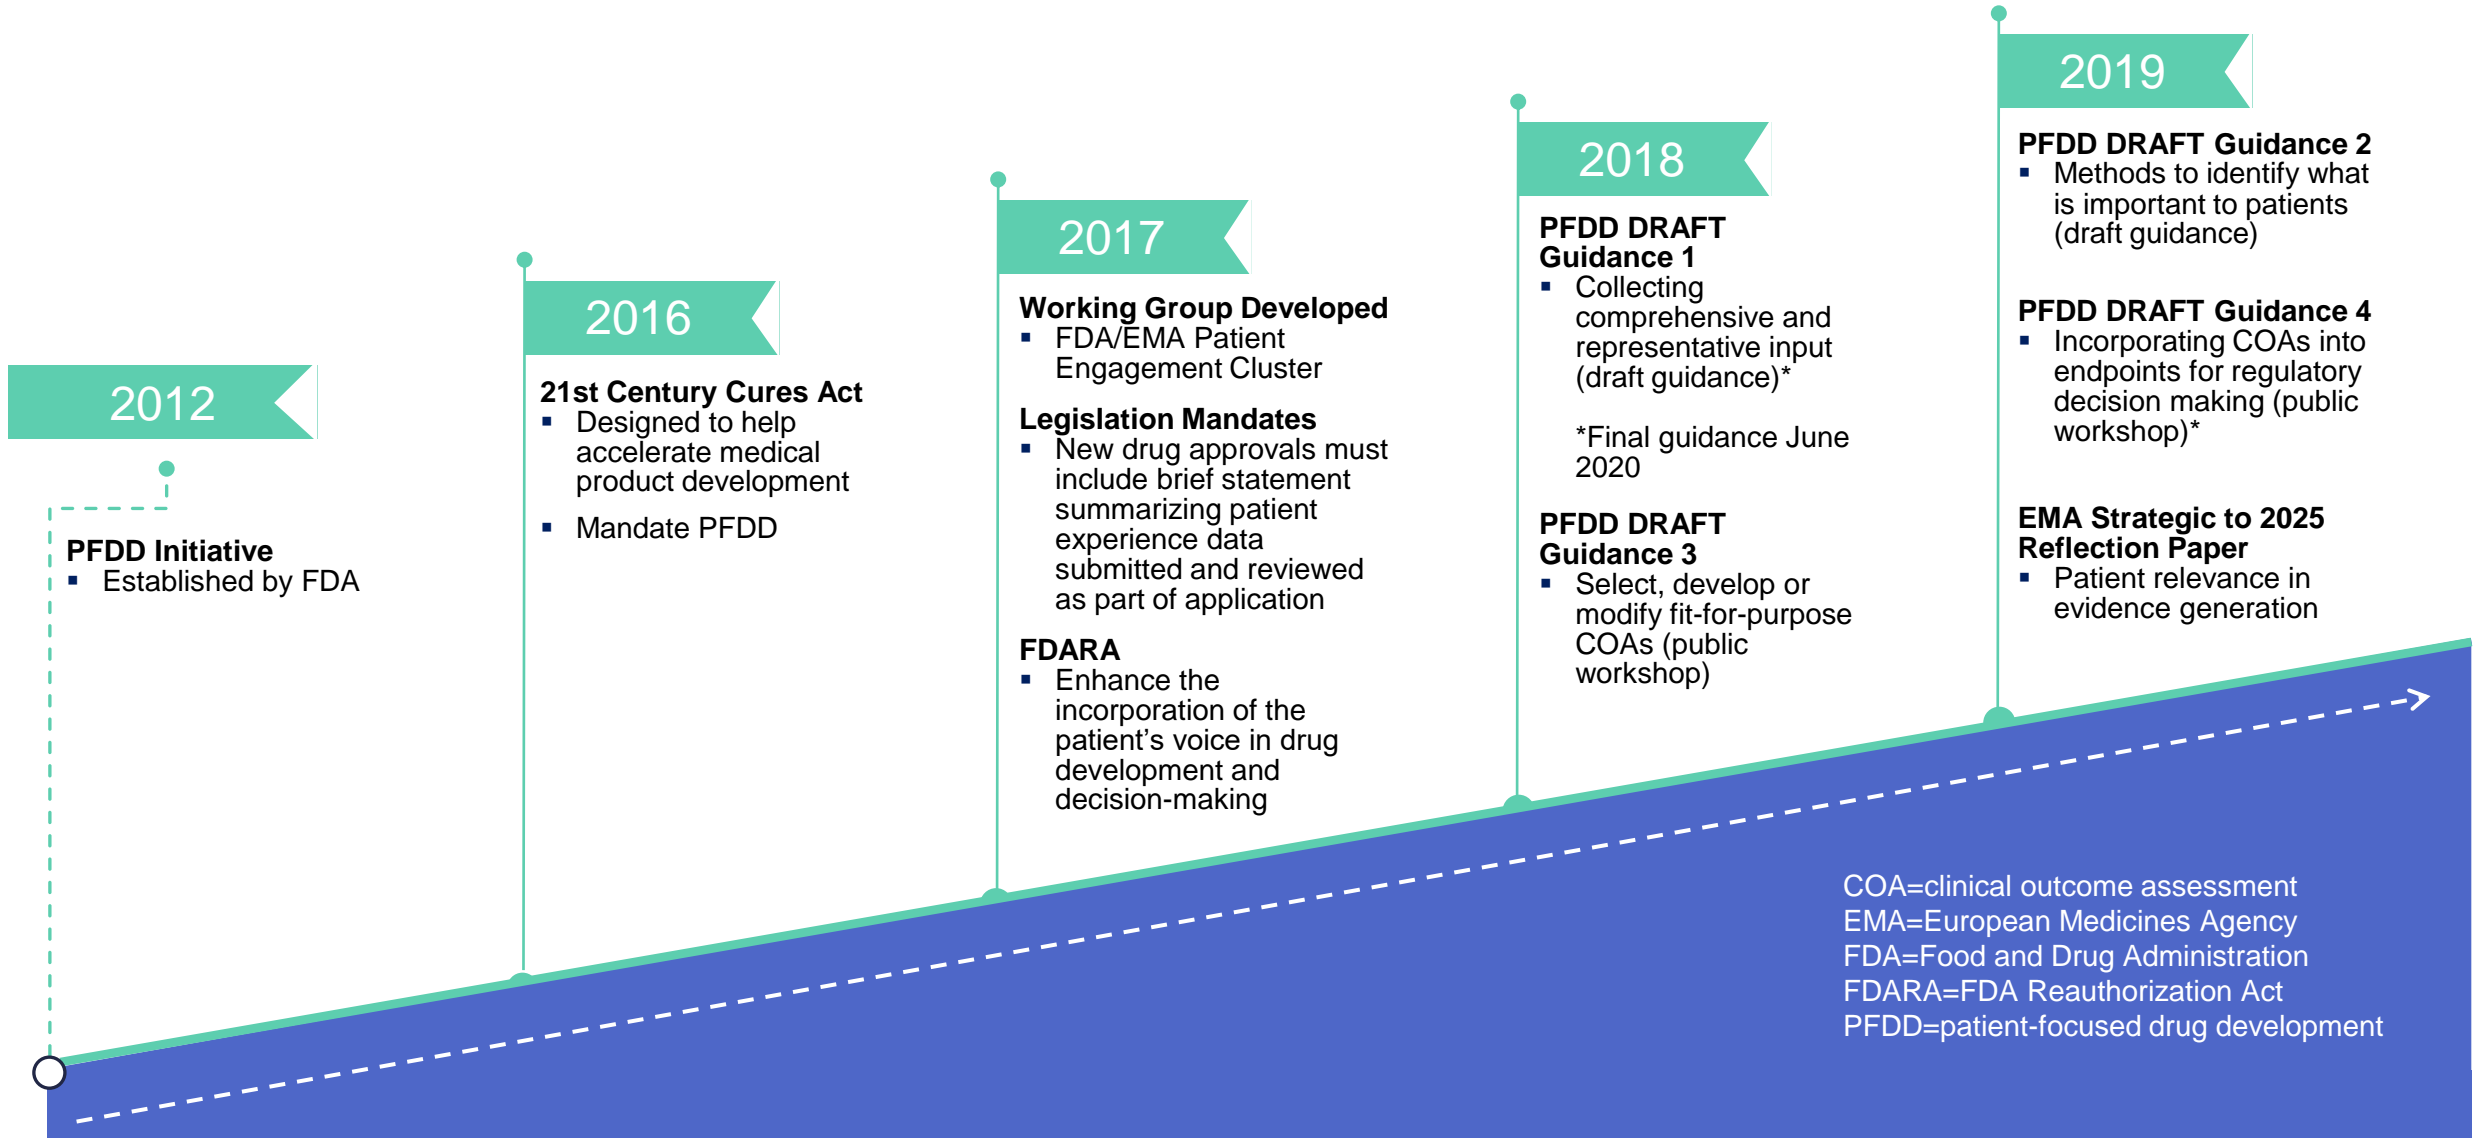 2012
PFDD Initiative
▪ Established by FDA
2016
21st Century Cures Act
▪ Designed to help
accelerate medical
product development
▪ Mandate PFDD
2017
Working Group Developed
▪ FDA/EMA Patient
Engagement Cluster
Legislation Mandates
▪ New drug approvals must
include brief statement
summarizing patient
experience data
submitted and reviewed
as part of application
FDARA
▪ Enhance the
incorporation of the
patient’s voice in drug
development and
decision-making
2018
PFDD DRAFT
Guidance 1
▪ Collecting
comprehensive and
representative input
(draft guidance)*
*Final guidance June
2020
PFDD DRAFT
Guidance 3
▪ Select, develop or
modify fit-for-purpose
COAs (public
workshop)
2019
PFDD DRAFT Guidance 2
▪ Methods to identify what
is important to patients
(draft guidance)
PFDD DRAFT Guidance 4
▪ Incorporating COAs into
endpoints for regulatory
decision making (public
workshop)*
EMA Strategic to 2025
Reflection Paper
▪ Patient relevance in
evidence generation
COA=clinical outcome assessment
EMA=European Medicines Agency
FDA=Food and Drug Administration
FDARA=FDA Reauthorization Act
PFDD=patient-focused drug development